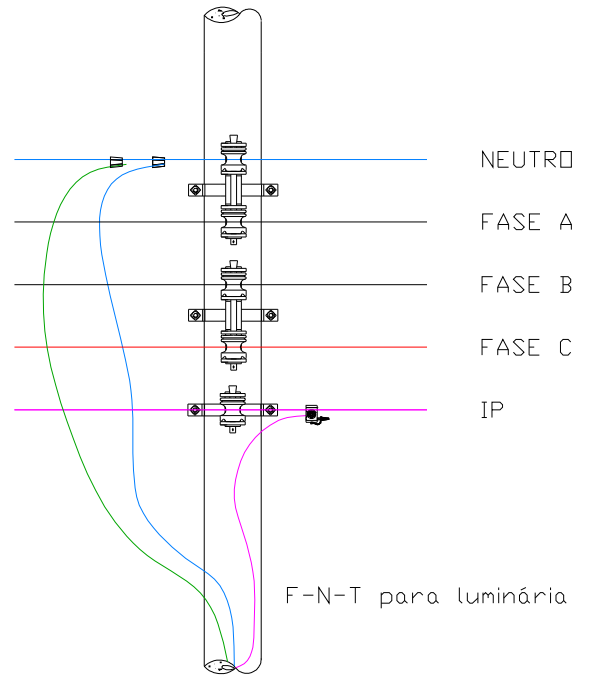 NEUTRO
FASE A
FASE B
FASE C
IP
F-N-T para luminária